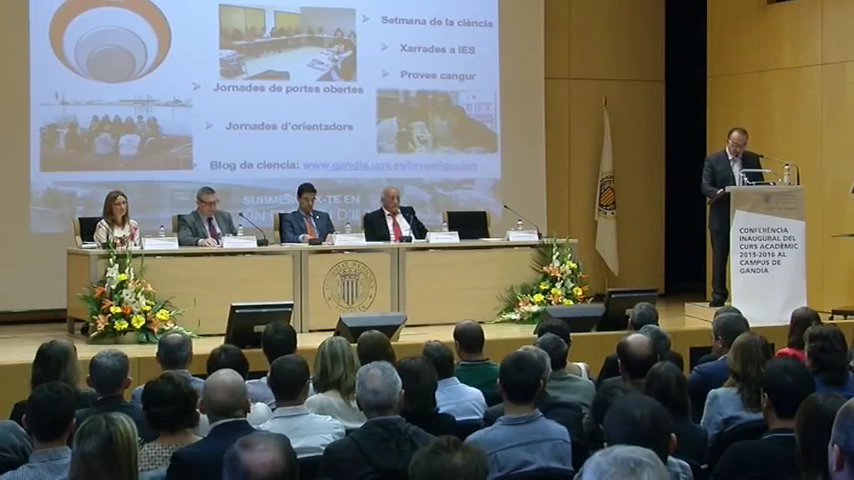 Setmana de la ciència
Xarrades a IES
Proves cangur
Jornades de portes obertes
Jornades d'orientadors
Blog de ciencia: www.gandia.upv.es/investigacion
CONFERÈNCIA
INAUGURAL DEL
CURS ACADÈMIC
2015-2016 AL
CAMPUS DE
GANDIA